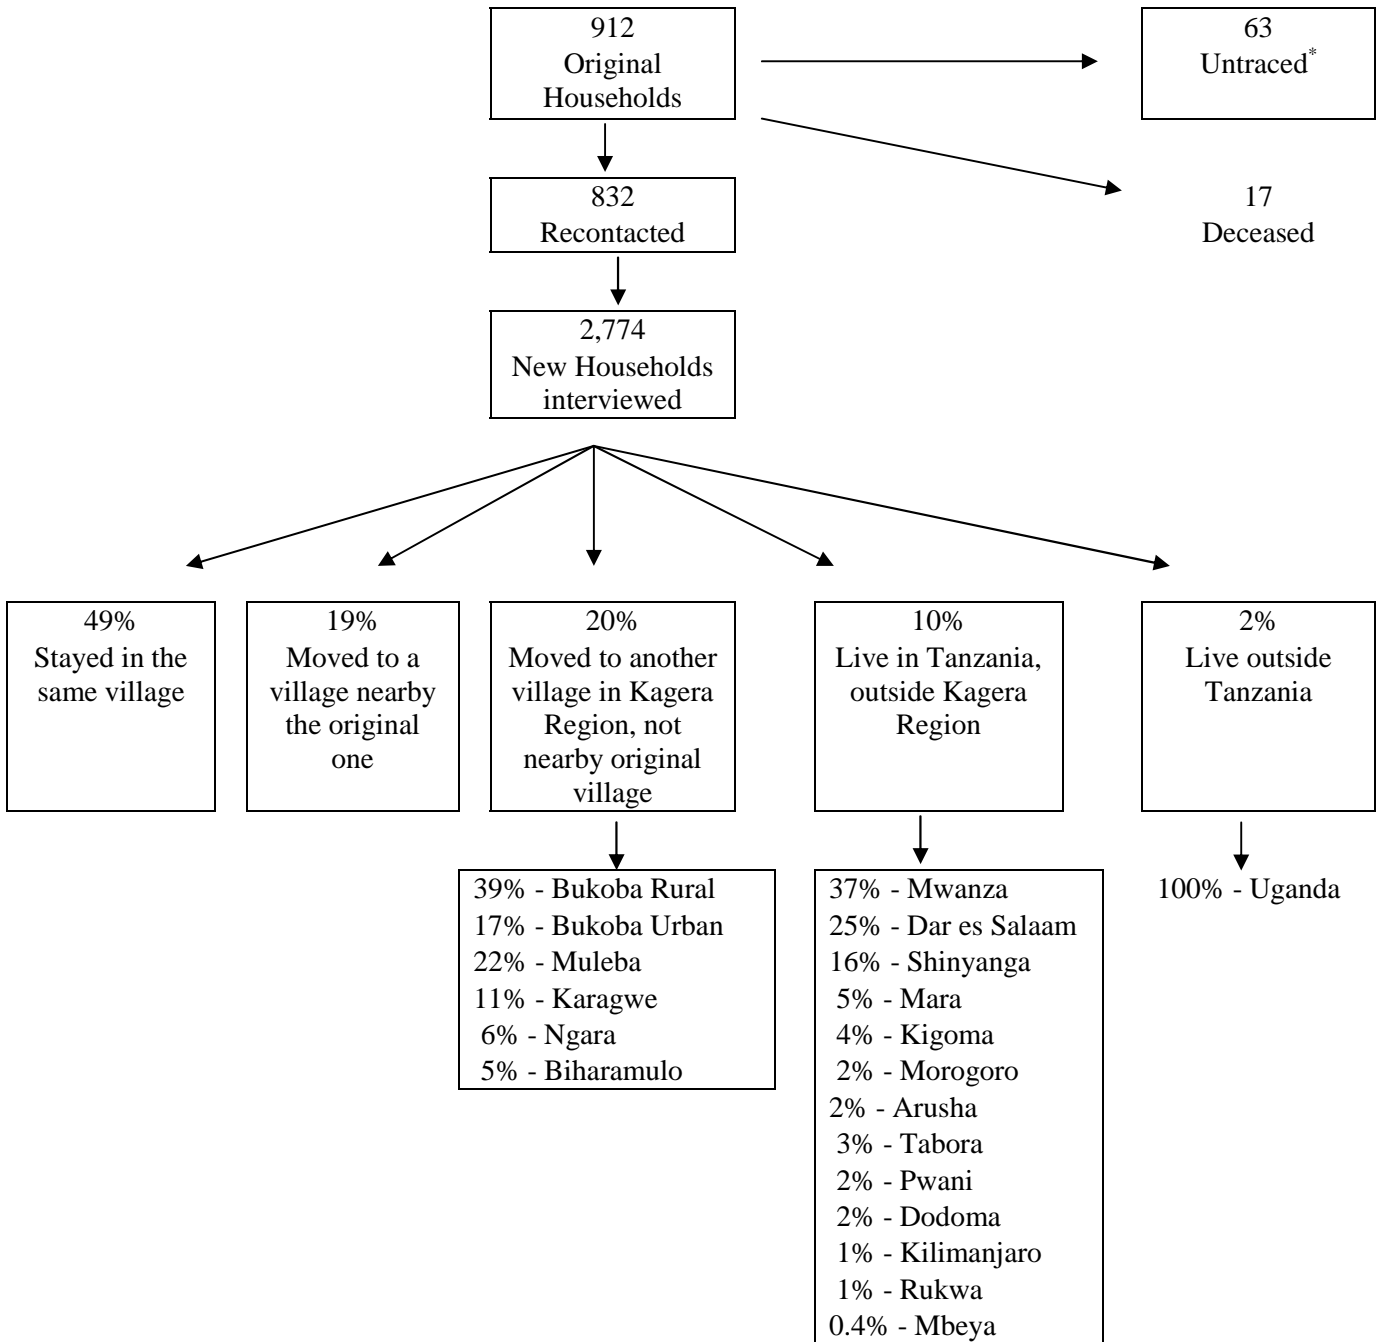 912
Original
Households
63
Untraced*
832
Recontacted
17
Deceased
2,774
New Households
interviewed
49%
Stayed in the
same village
19%
Moved to a
village nearby
the original
one
20%
Moved to another
village in Kagera
Region, not
nearby original
village
10%
Live in Tanzania,
outside Kagera
Region
2%
Live outside
Tanzania
39% - Bukoba Rural
17% - Bukoba Urban
22% - Muleba
11% - Karagwe
6% - Ngara
5% - Biharamulo
37% - Mwanza
25% - Dar es Salaam
16% - Shinyanga
5% - Mara
4% - Kigoma
2% - Morogoro
2% - Arusha
3% - Tabora
2% - Pwani
2% - Dodoma
1% - Kilimanjaro
1% - Rukwa
0.4% - Mbeya
100% - Uganda